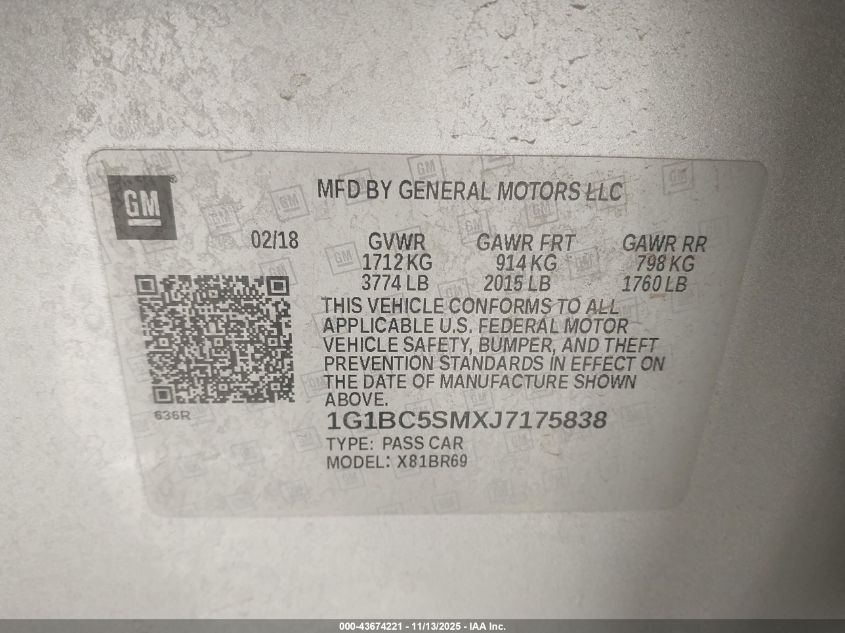 GM
MFD BY GENERAL MOTORS LLC
02/18 GVWR GAWR FRT GAWR RR
1712 KG 914 KG 798 KG
3774 LB 2015 LB 1760 LB
THIS VEHICLE CONFORMS TO ALL
APPLICABLE U.S. FEDERAL MOTOR
VEHICLE SAFETY, BUMPER, AND THEFT
PREVENTION STANDARDS IN EFFECT ON
THE DATE OF MANUFACTURE SHOWN
ABOVE.
636R
1G1BC5SMXJ7175838
TYPE: PASS CAR
MODEL: X81BR69
000-43674221 - 11/13/2025 - IAA Inc.